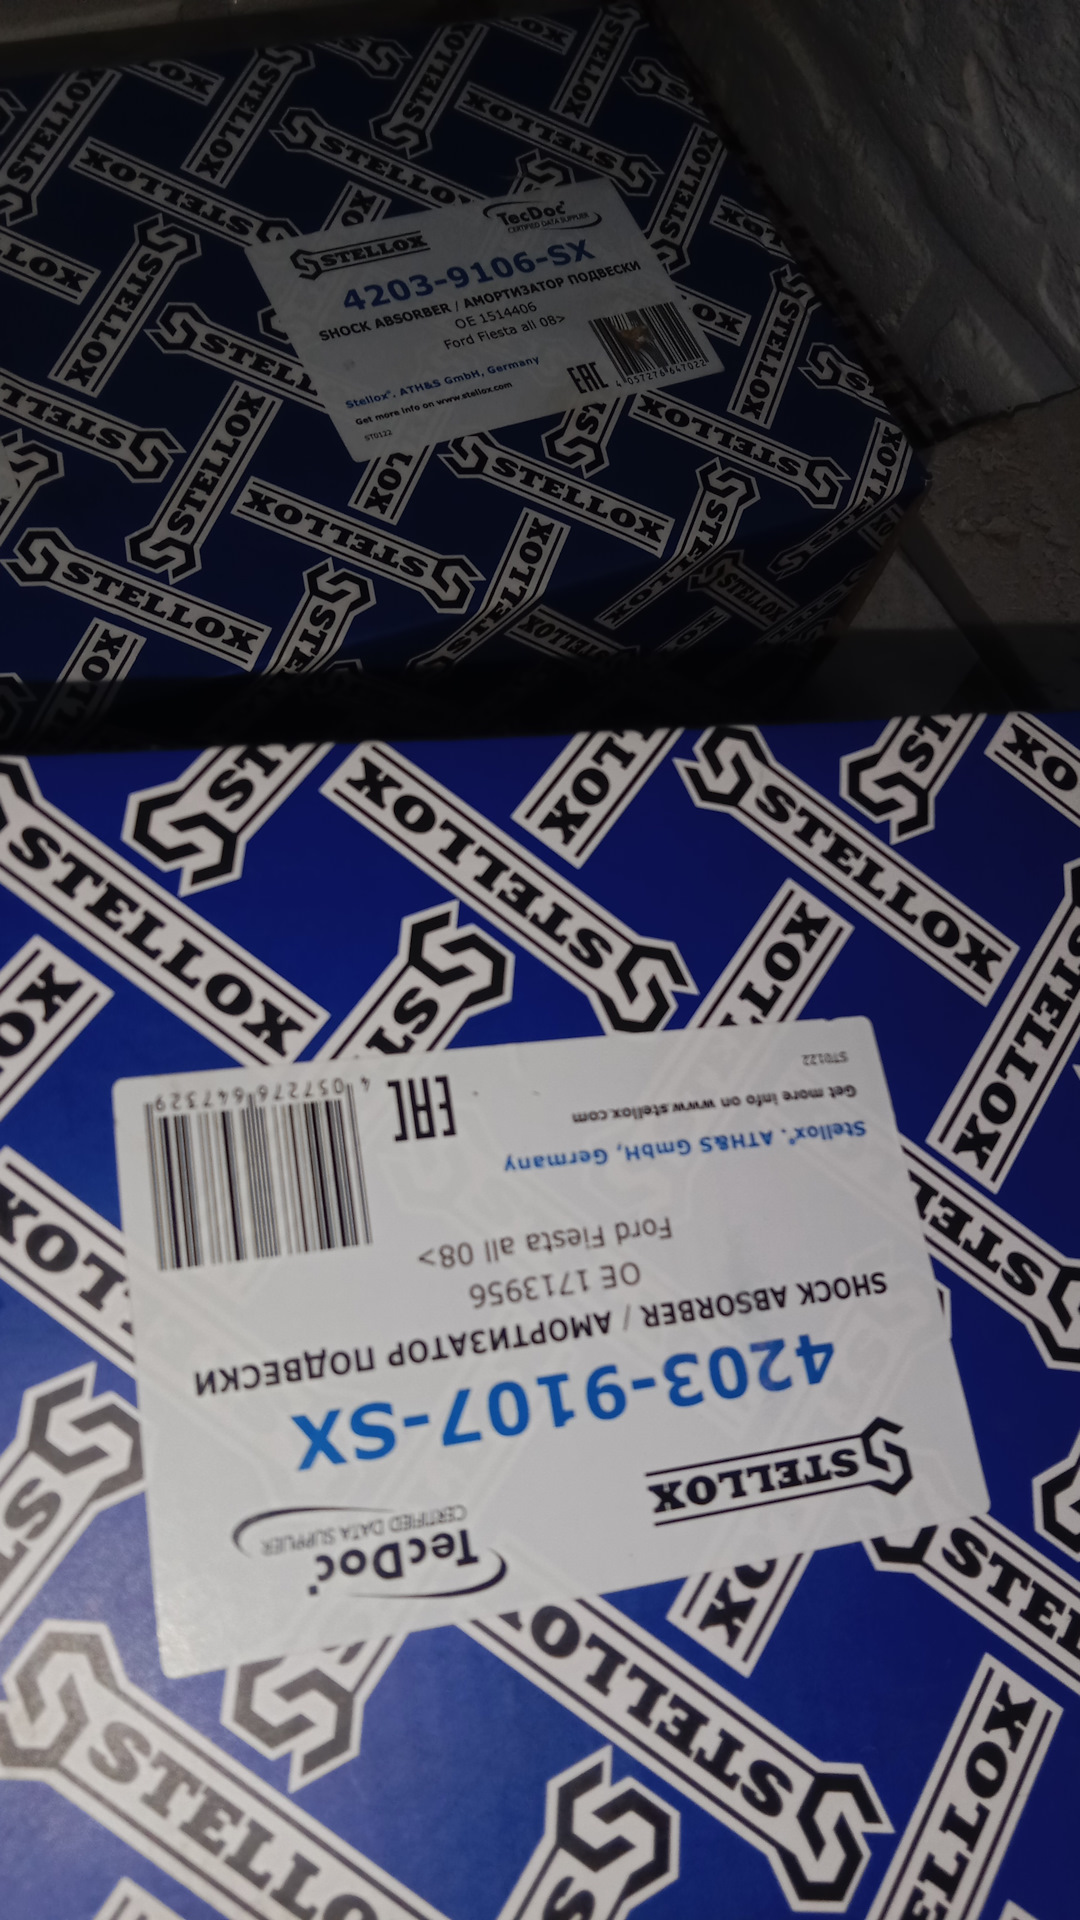 STELLOX
TecDoc
CERTIFIED DATA SUPPLIER
4203-9106-SX
SHOCK ABSORBER / АМОРТИЗАТОР ПОДВЕСКИ
OE 1514406
Ford Fiesta all 08>
Stellox®. ATH&S GmbH, Germany
Get more info on www.stellox.com
ST0122
EAC
4 057276 647022
STELLOX
TecDoc
CERTIFIED DATA SUPPLIER
4203-9107-SX
SHOCK ABSORBER / АМОРТИЗАТОР ПОДВЕСКИ
OE 1713956
Ford Fiesta all 08>
Stellox®. ATH&S GmbH, Germany
Get more info on www.stellox.com
ST0122
EAC
4 057276 647329